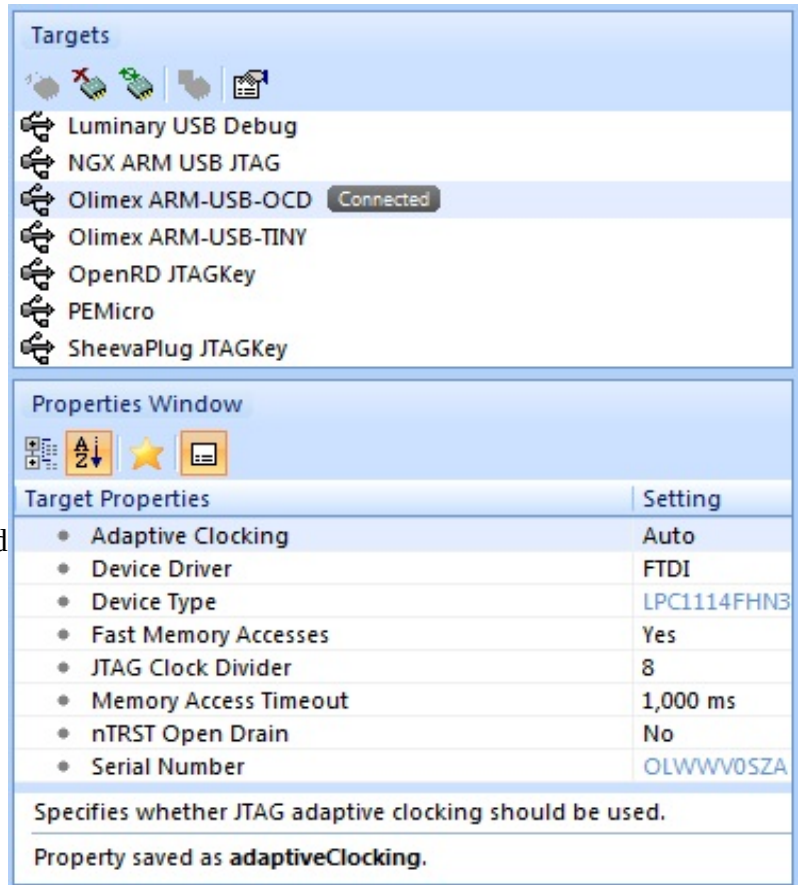 Targets
Luminary USB Debug
NGX ARM USB JTAG
Olimex ARM-USB-OCD Connected
Olimex ARM-USB-TINY
OpenRD JTAGKey
PEMicro
SheevaPlug JTAGKey
Properties Window
Target Properties Setting
Adaptive Clocking Auto
Device Driver FTDI
Device Type LPC1114FHN3
Fast Memory Accesses Yes
JTAG Clock Divider 8
Memory Access Timeout 1,000 ms
nTRST Open Drain No
Serial Number OLWWV0SZA
Specifies whether JTAG adaptive clocking should be used.
Property saved as adaptiveClocking.